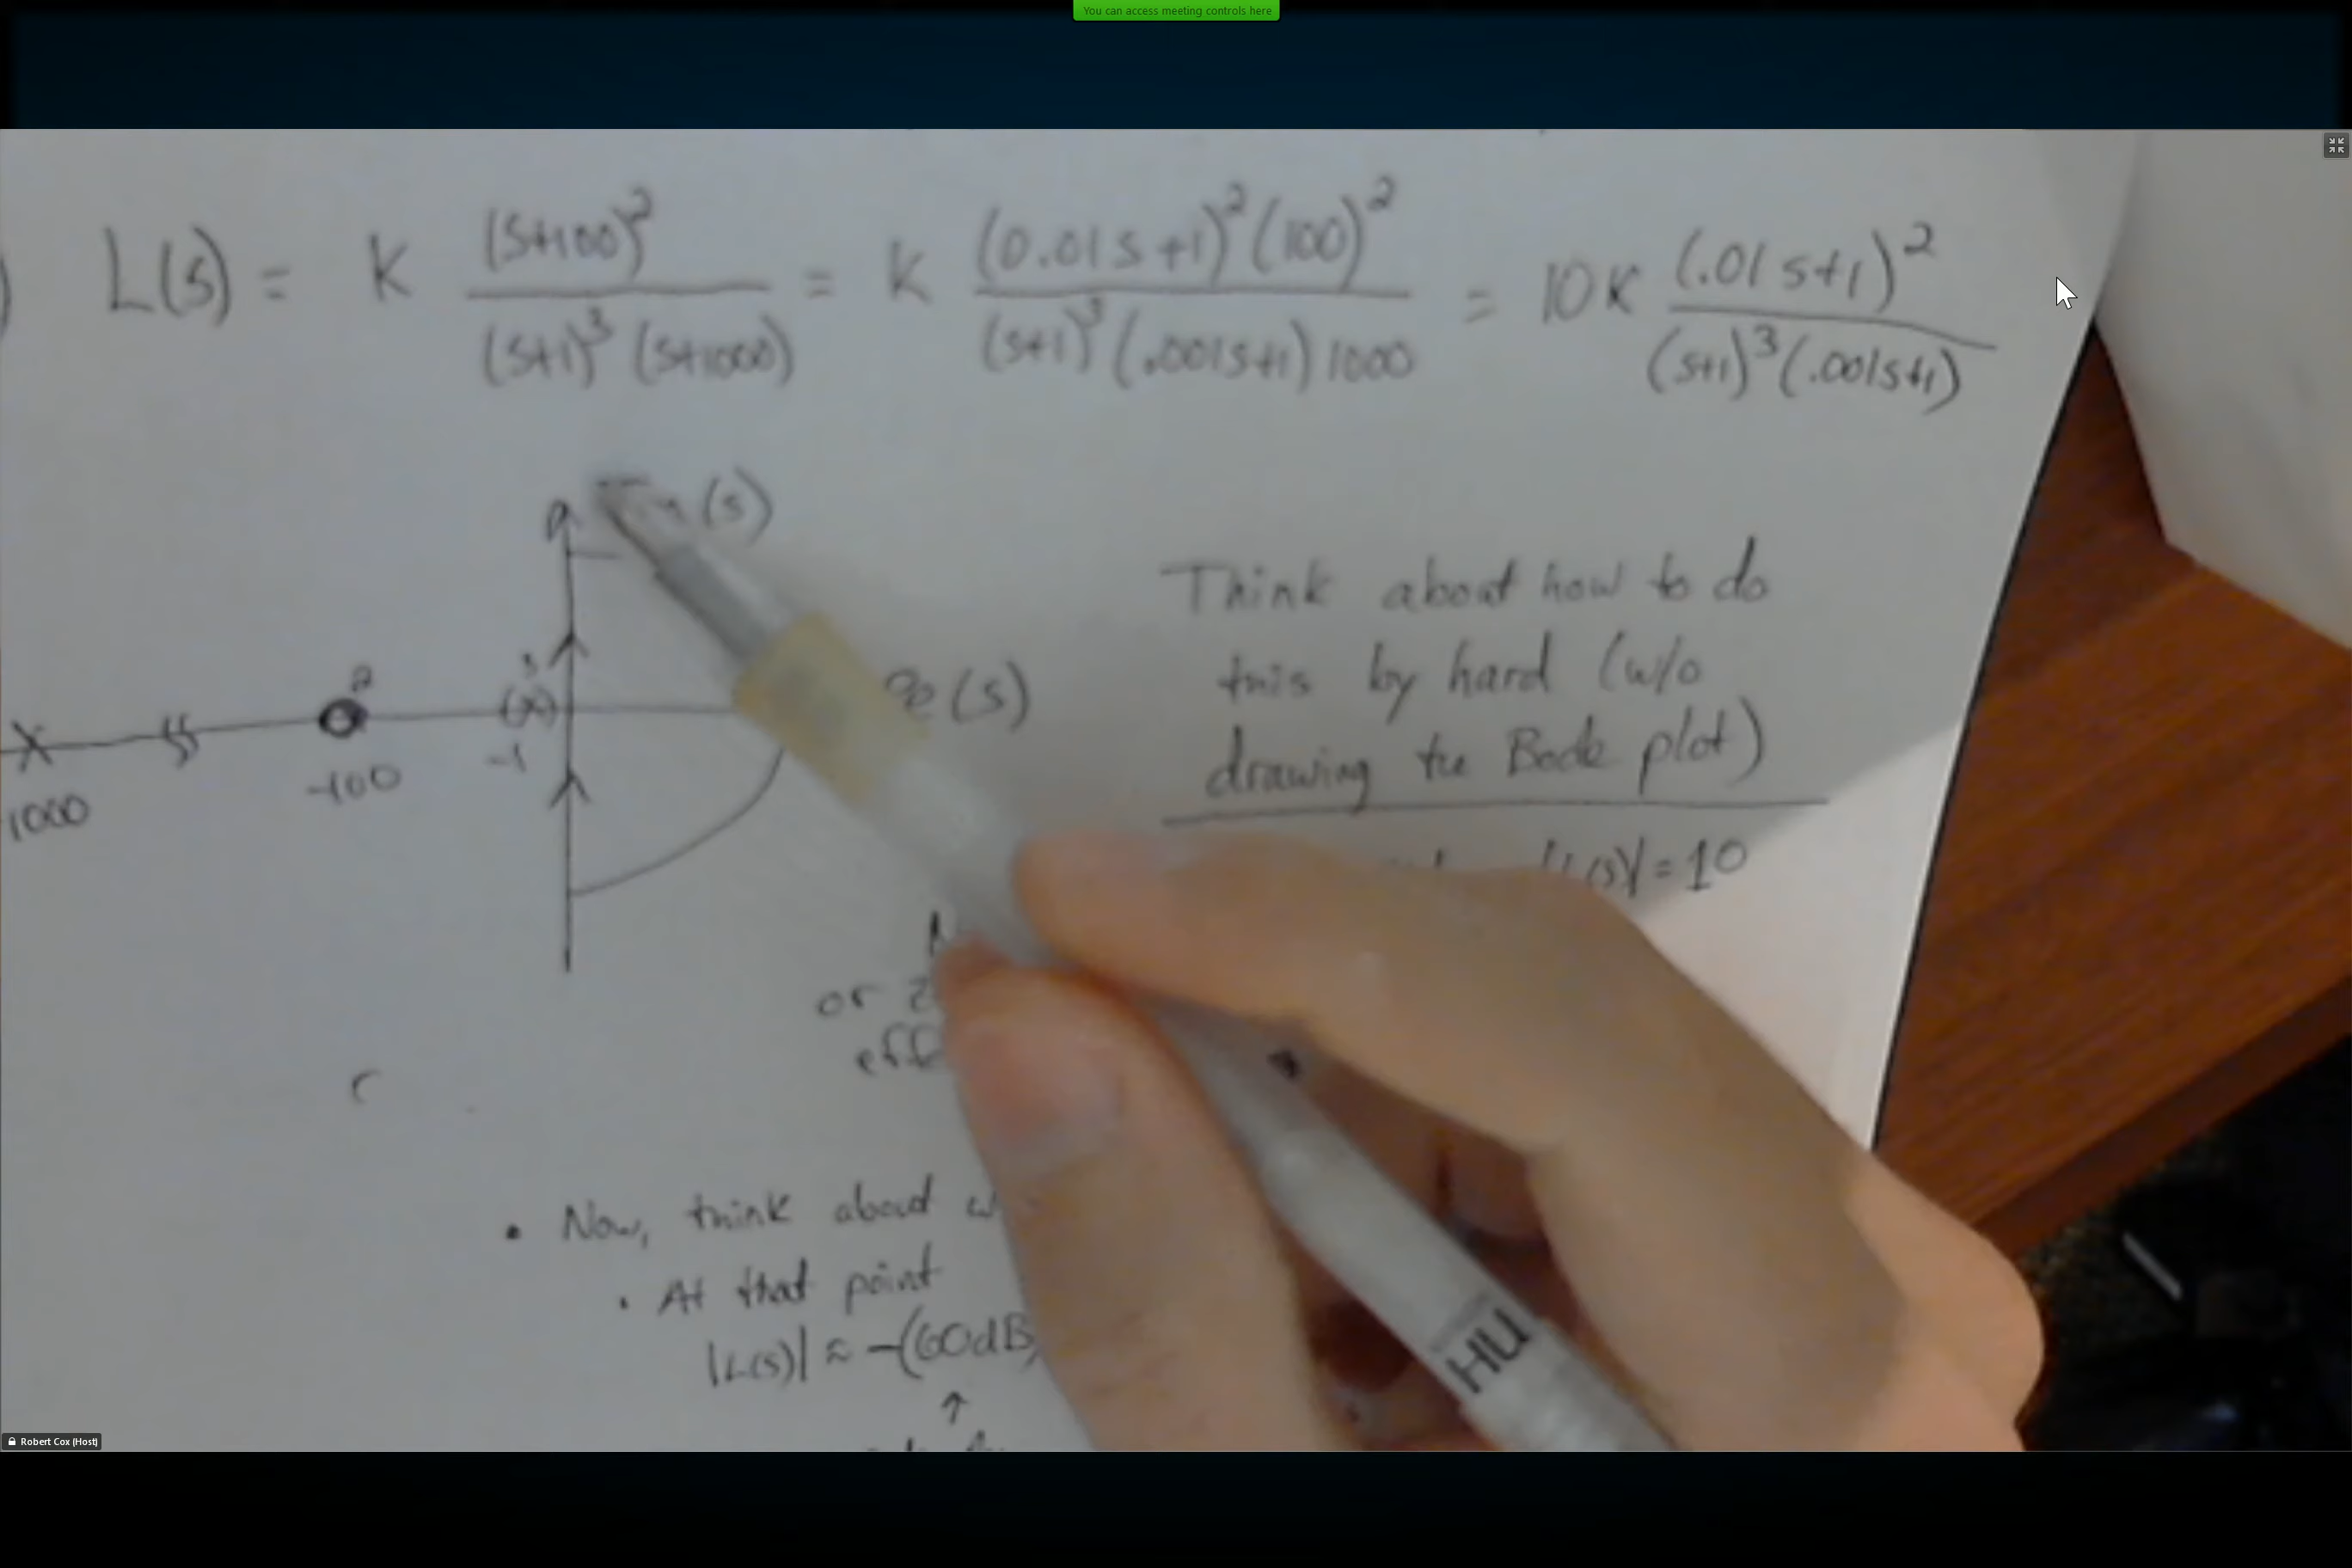 You can access meeting controls here
) L(s) = K (s+100)² / (s+1)³ (s+1000) = K (0.01s+1)² (100)² / (s+1)³ (.001s+1) 1000 = 10K (.01s+1)² / (s+1)³ (.001s+1)
(s)
(s)
3
2
(x)
-1
-100
1000
Think about how to do
this by hard (w/o
drawing the Bode plot)
(s)| = 10
or
• Now, think about
• At that point
|L(s)| ≈ -(60dB
↑
HU
Robert Cox (Host)